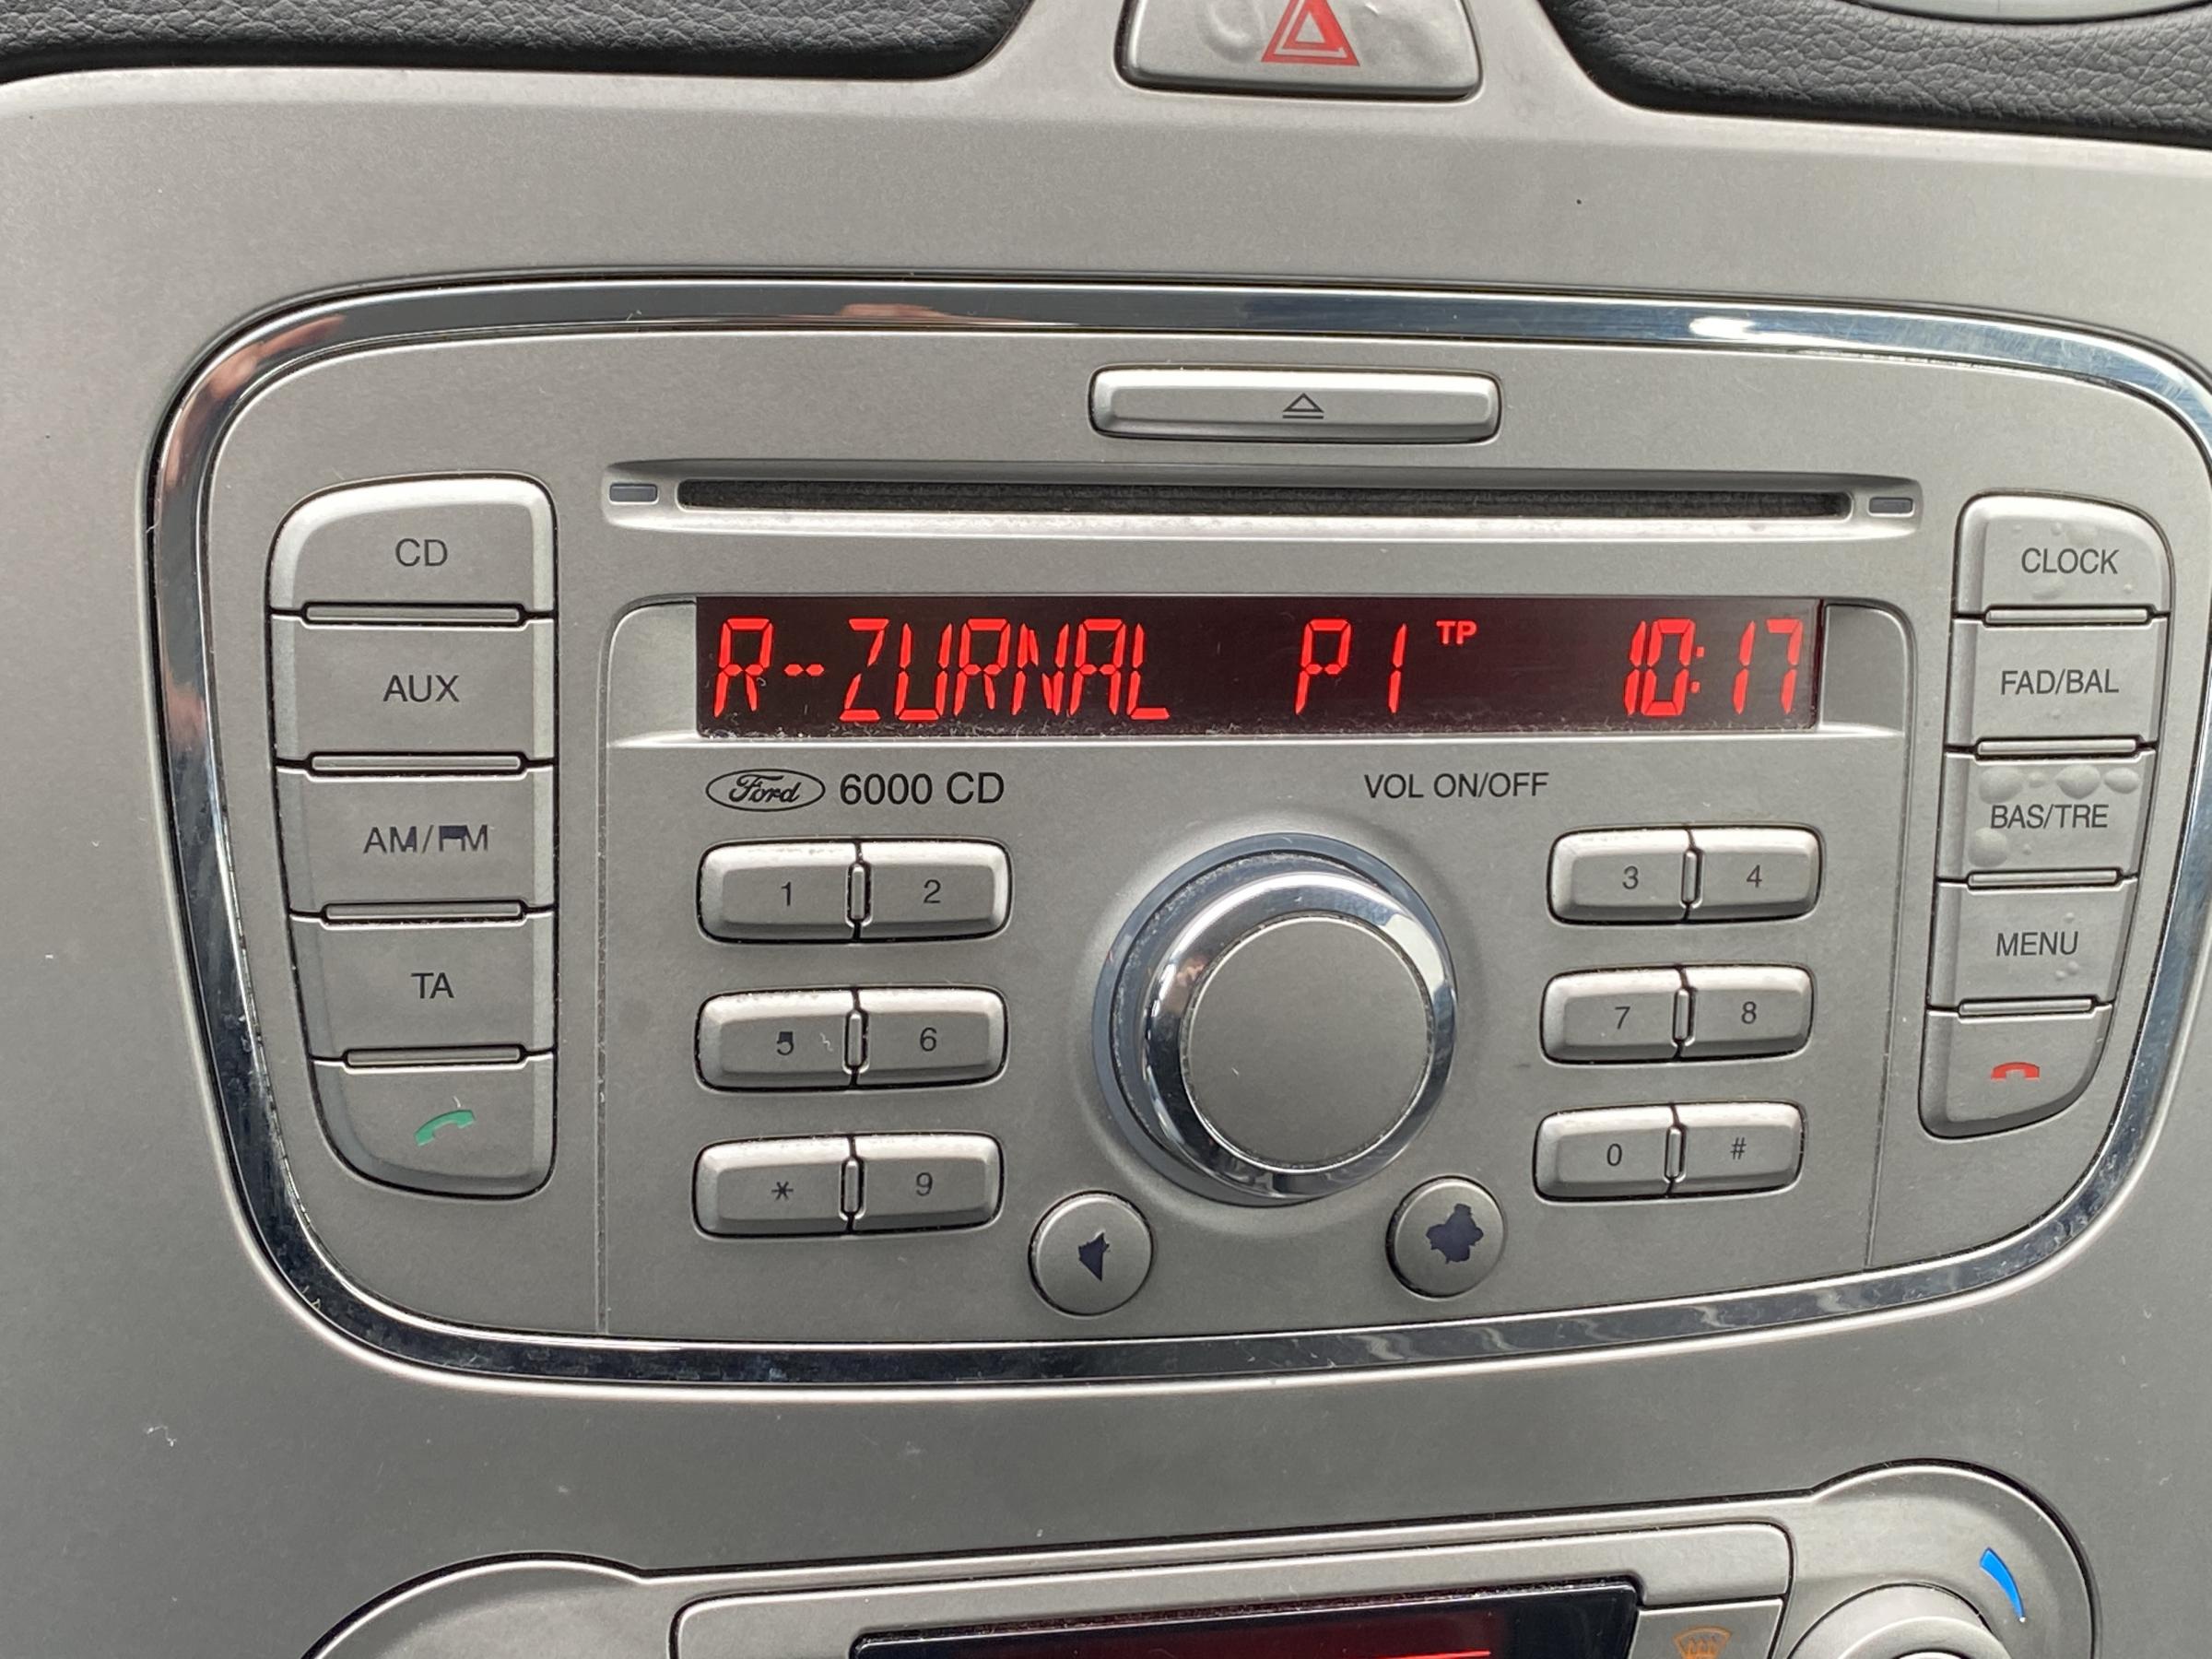 CD
AUX
AM/FM
TA
R-ZURNAL P1 TP 10:17
Ford 6000 CD
VOL ON/OFF
1 2
3 4
5 6
7 8
* 9
0 #
CLOCK
FAD/BAL
BAS/TRE
MENU